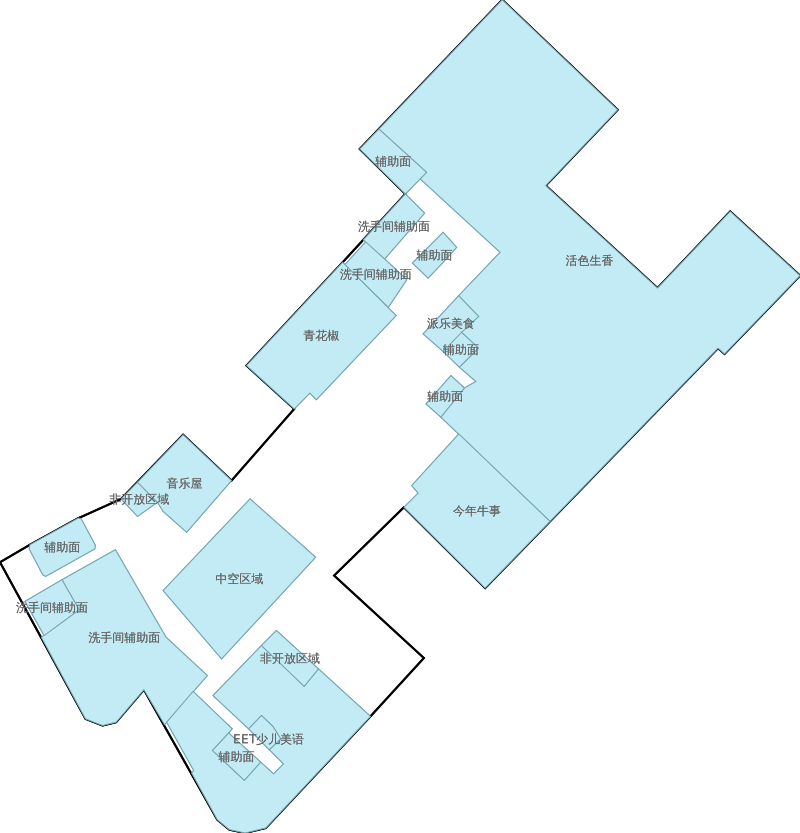 辅助面
洗手间辅助面
辅助面
活色生香
洗手间辅助面
派乐美食
青花椒
辅助面
辅助面
音乐屋
非开放区域
今年牛事
辅助面
中空区域
洗手间辅助面
洗手间辅助面
非开放区域
EET少儿美语
辅助面